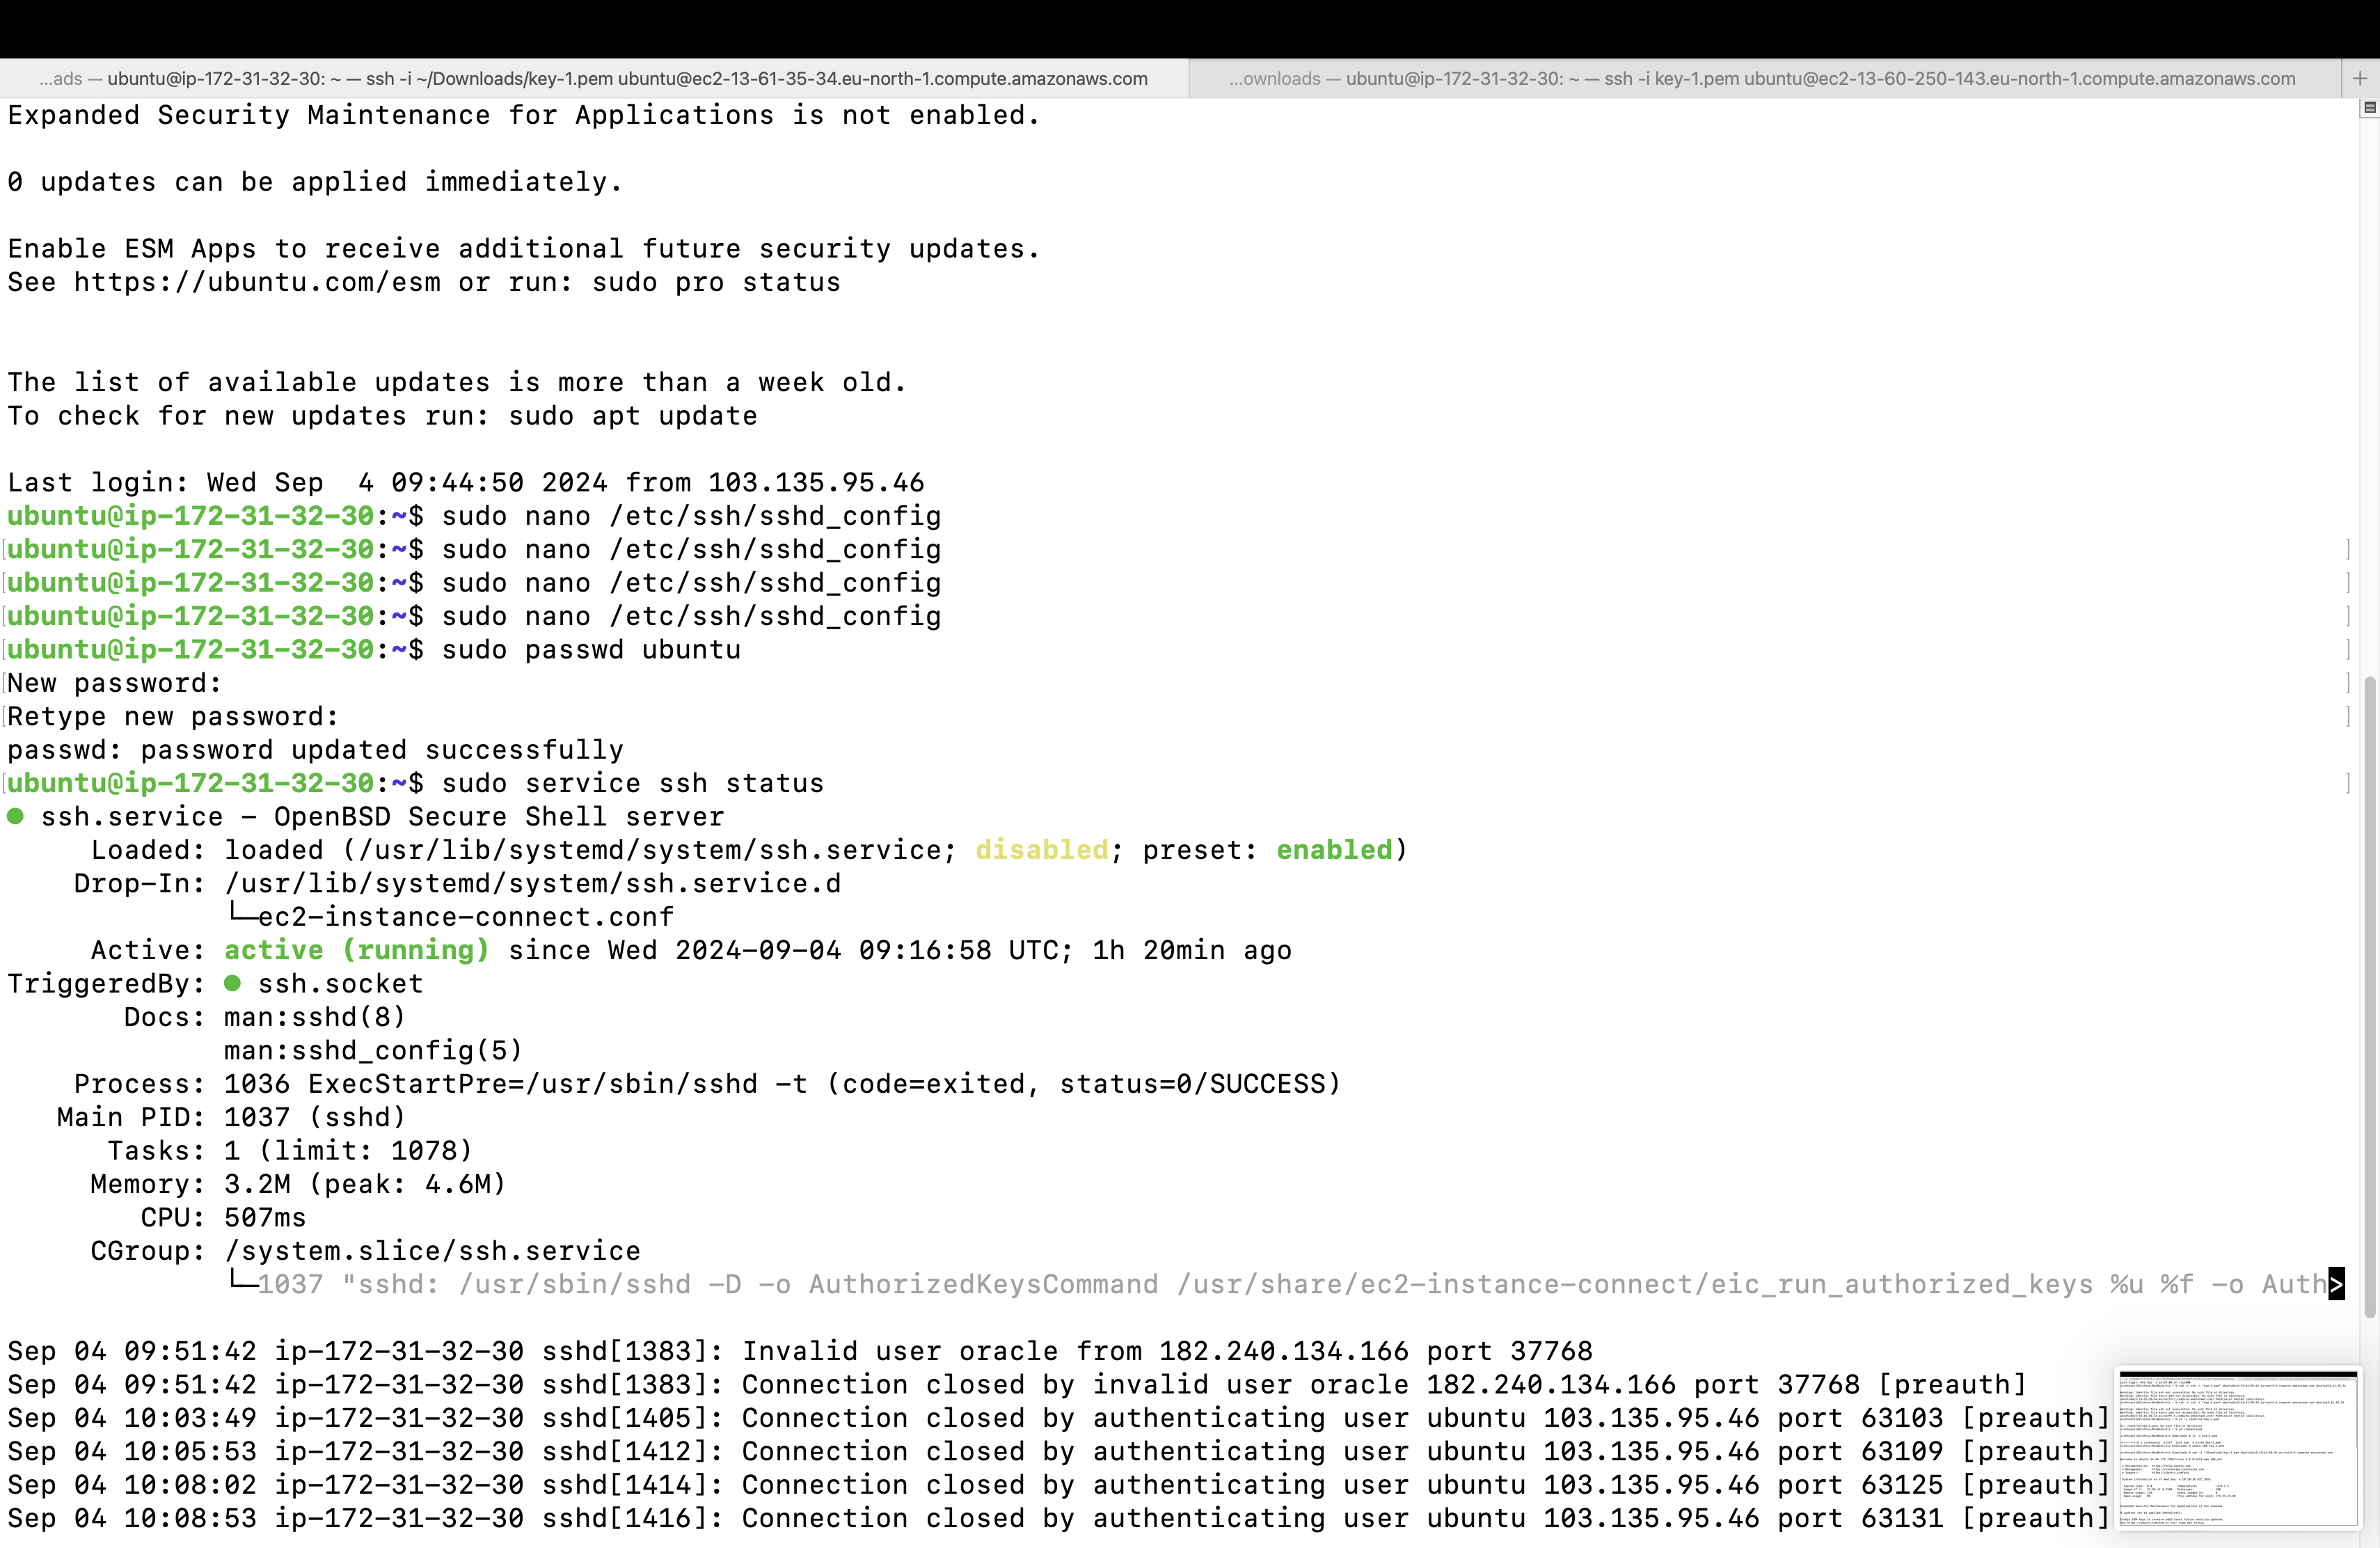 ...ads — ubuntu@ip-172-31-32-30: ~ — ssh -i ~/Downloads/key-1.pem ubuntu@ec2-13-61-35-34.eu-north-1.compute.amazonaws.com
...ownloads — ubuntu@ip-172-31-32-30: ~ — ssh -i key-1.pem ubuntu@ec2-13-60-250-143.eu-north-1.compute.amazonaws.com +
Expanded Security Maintenance for Applications is not enabled.
0 updates can be applied immediately.
Enable ESM Apps to receive additional future security updates.
See https://ubuntu.com/esm or run: sudo pro status
The list of available updates is more than a week old.
To check for new updates run: sudo apt update
Last login: Wed Sep  4 09:44:50 2024 from 103.135.95.46
ubuntu@ip-172-31-32-30:~$ sudo nano /etc/ssh/sshd_config
[ubuntu@ip-172-31-32-30:~$ sudo nano /etc/ssh/sshd_config ]
[ubuntu@ip-172-31-32-30:~$ sudo nano /etc/ssh/sshd_config ]
[ubuntu@ip-172-31-32-30:~$ sudo nano /etc/ssh/sshd_config ]
[ubuntu@ip-172-31-32-30:~$ sudo passwd ubuntu ]
[New password: ]
[Retype new password: ]
passwd: password updated successfully
[ubuntu@ip-172-31-32-30:~$ sudo service ssh status ]
● ssh.service - OpenBSD Secure Shell server
Loaded: loaded (/usr/lib/systemd/system/ssh.service; disabled; preset: enabled)
Drop-In: /usr/lib/systemd/system/ssh.service.d
└─ec2-instance-connect.conf
Active: active (running) since Wed 2024-09-04 09:16:58 UTC; 1h 20min ago
TriggeredBy: ● ssh.socket
Docs: man:sshd(8)
man:sshd_config(5)
Process: 1036 ExecStartPre=/usr/sbin/sshd -t (code=exited, status=0/SUCCESS)
Main PID: 1037 (sshd)
Tasks: 1 (limit: 1078)
Memory: 3.2M (peak: 4.6M)
CPU: 507ms
CGroup: /system.slice/ssh.service
└─1037 "sshd: /usr/sbin/sshd -D -o AuthorizedKeysCommand /usr/share/ec2-instance-connect/eic_run_authorized_keys %u %f -o Auth>
Sep 04 09:51:42 ip-172-31-32-30 sshd[1383]: Invalid user oracle from 182.240.134.166 port 37768
Sep 04 09:51:42 ip-172-31-32-30 sshd[1383]: Connection closed by invalid user oracle 182.240.134.166 port 37768 [preauth]
Sep 04 10:03:49 ip-172-31-32-30 sshd[1405]: Connection closed by authenticating user ubuntu 103.135.95.46 port 63103 [preauth]
Sep 04 10:05:53 ip-172-31-32-30 sshd[1412]: Connection closed by authenticating user ubuntu 103.135.95.46 port 63109 [preauth]
Sep 04 10:08:02 ip-172-31-32-30 sshd[1414]: Connection closed by authenticating user ubuntu 103.135.95.46 port 63125 [preauth]
Sep 04 10:08:53 ip-172-31-32-30 sshd[1416]: Connection closed by authenticating user ubuntu 103.135.95.46 port 63131 [preauth]